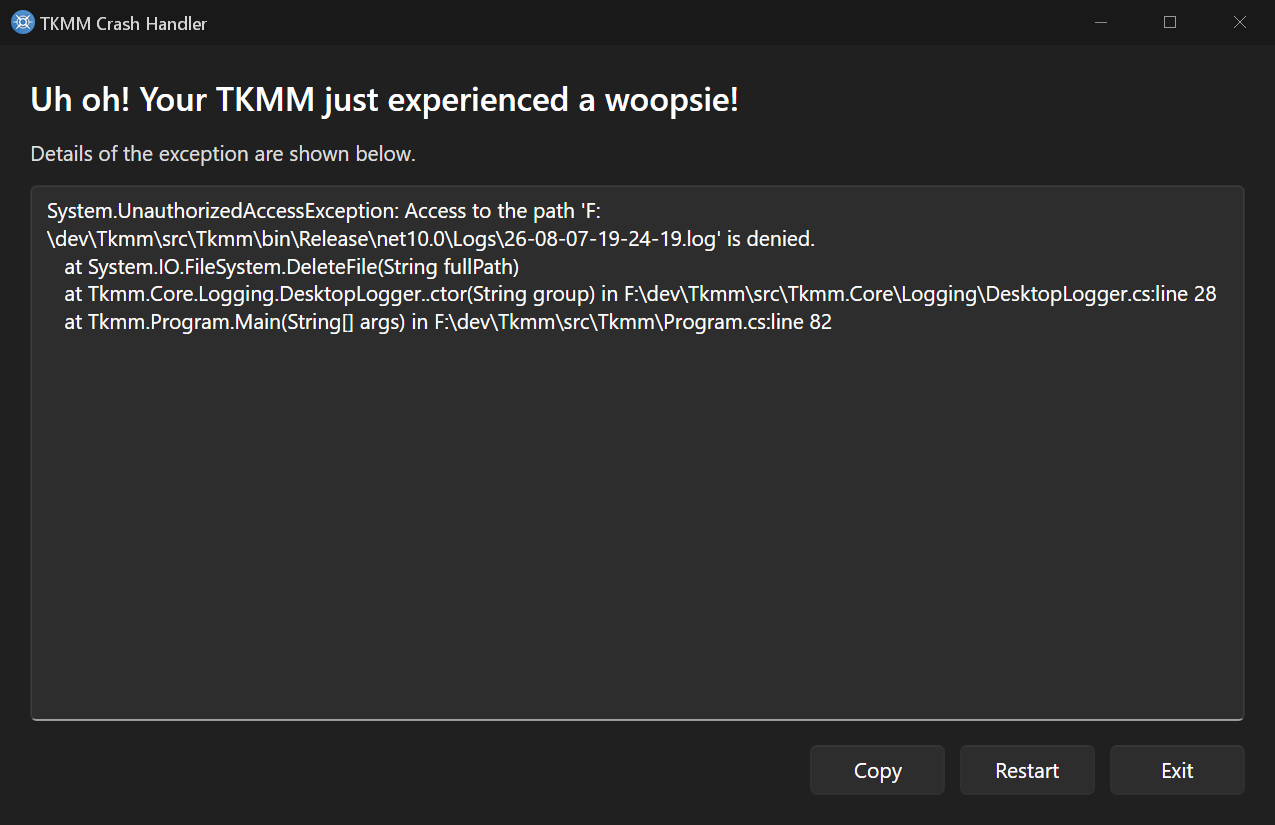 TKMM Crash Handler
Uh oh! Your TKMM just experienced a woopsie!
Details of the exception are shown below.
System.UnauthorizedAccessException: Access to the path 'F:
\dev\Tkmm\src\Tkmm\bin\Release\net10.0\Logs\26-08-07-19-24-19.log' is denied.
   at System.IO.FileSystem.DeleteFile(String fullPath)
   at Tkmm.Core.Logging.DesktopLogger..ctor(String group) in F:\dev\Tkmm\src\Tkmm.Core\Logging\DesktopLogger.cs:line 28
   at Tkmm.Program.Main(String[] args) in F:\dev\Tkmm\src\Tkmm\Program.cs:line 82
Copy
Restart
Exit